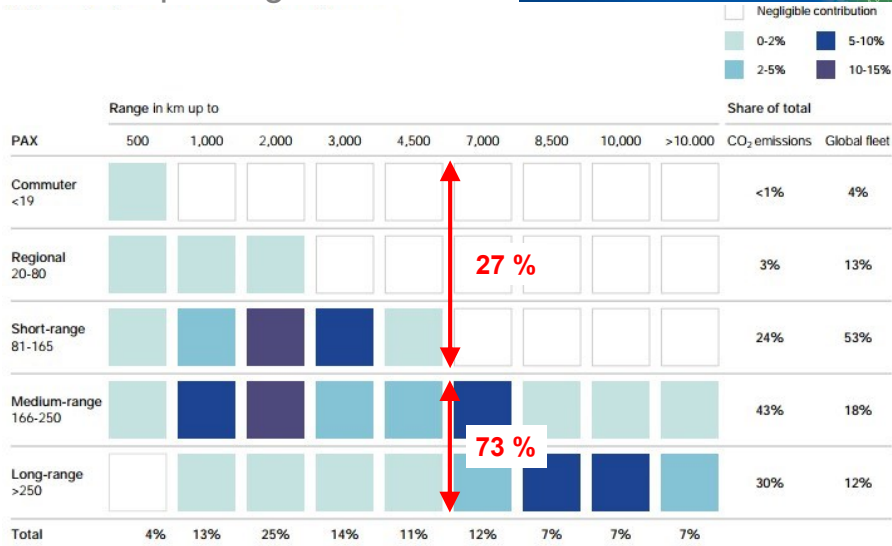 Negligible contribution
0-2% 5-10%
2-5% 10-15%
Range in km up to Share of total
PAX 500 1,000 2,000 3,000 4,500 7,000 8,500 10,000 >10.000 CO₂ emissions Global fleet
Commuter
<19 <1% 4%
Regional
20-80 27 % 3% 13%
Short-range
81-165 24% 53%
Medium-range
166-250 43% 18%
73 %
Long-range
>250 30% 12%
Total 4% 13% 25% 14% 11% 12% 7% 7% 7%